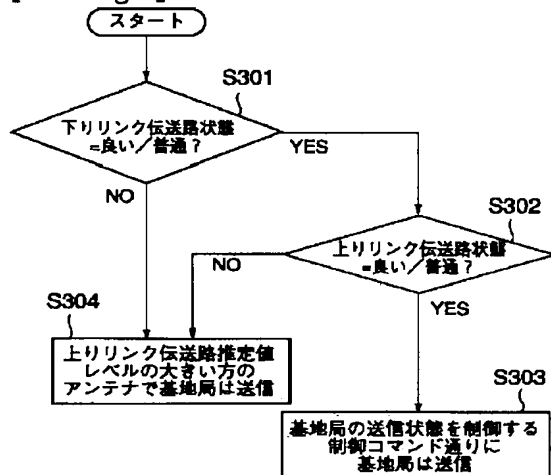 スタート
S301
下りリンク伝送路状態
=良い／普通？
YES
NO
S302
上りリンク伝送路状態
=良い／普通？
NO
YES
S304
上りリンク伝送路推定値
レベルの大きい方の
アンテナで基地局は送信
S303
基地局の送信状態を制御する
制御コマンド通りに
基地局は送信